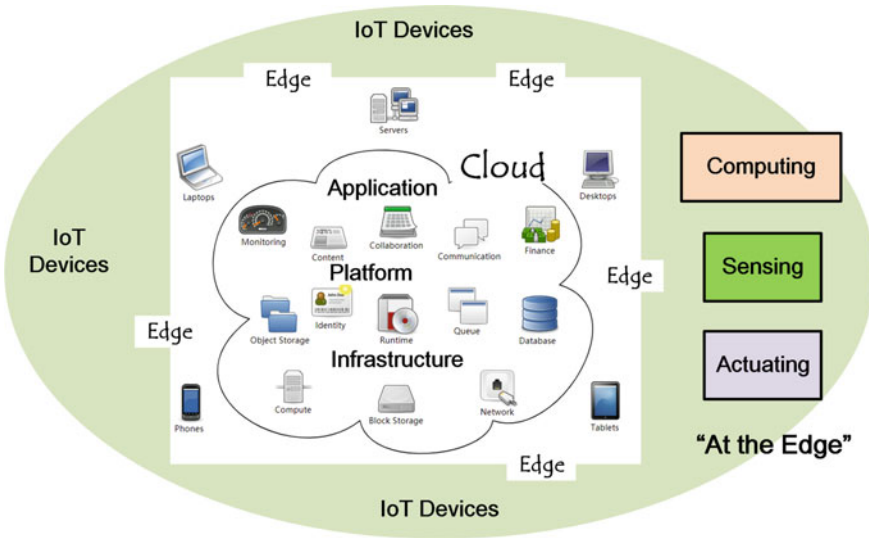 IoT Devices
Edge
Edge
Servers
Cloud
Laptops
Application
Desktops
Computing
Monitoring
Content
Collaboration
Communication
Finance
IoT
Devices
Platform
Edge
Sensing
John Doe
Object Storage
Identity
Runtime
Queue
Database
Edge
Infrastructure
Actuating
Phones
Compute
Block Storage
Network
Tablets
"At the Edge"
Edge
IoT Devices